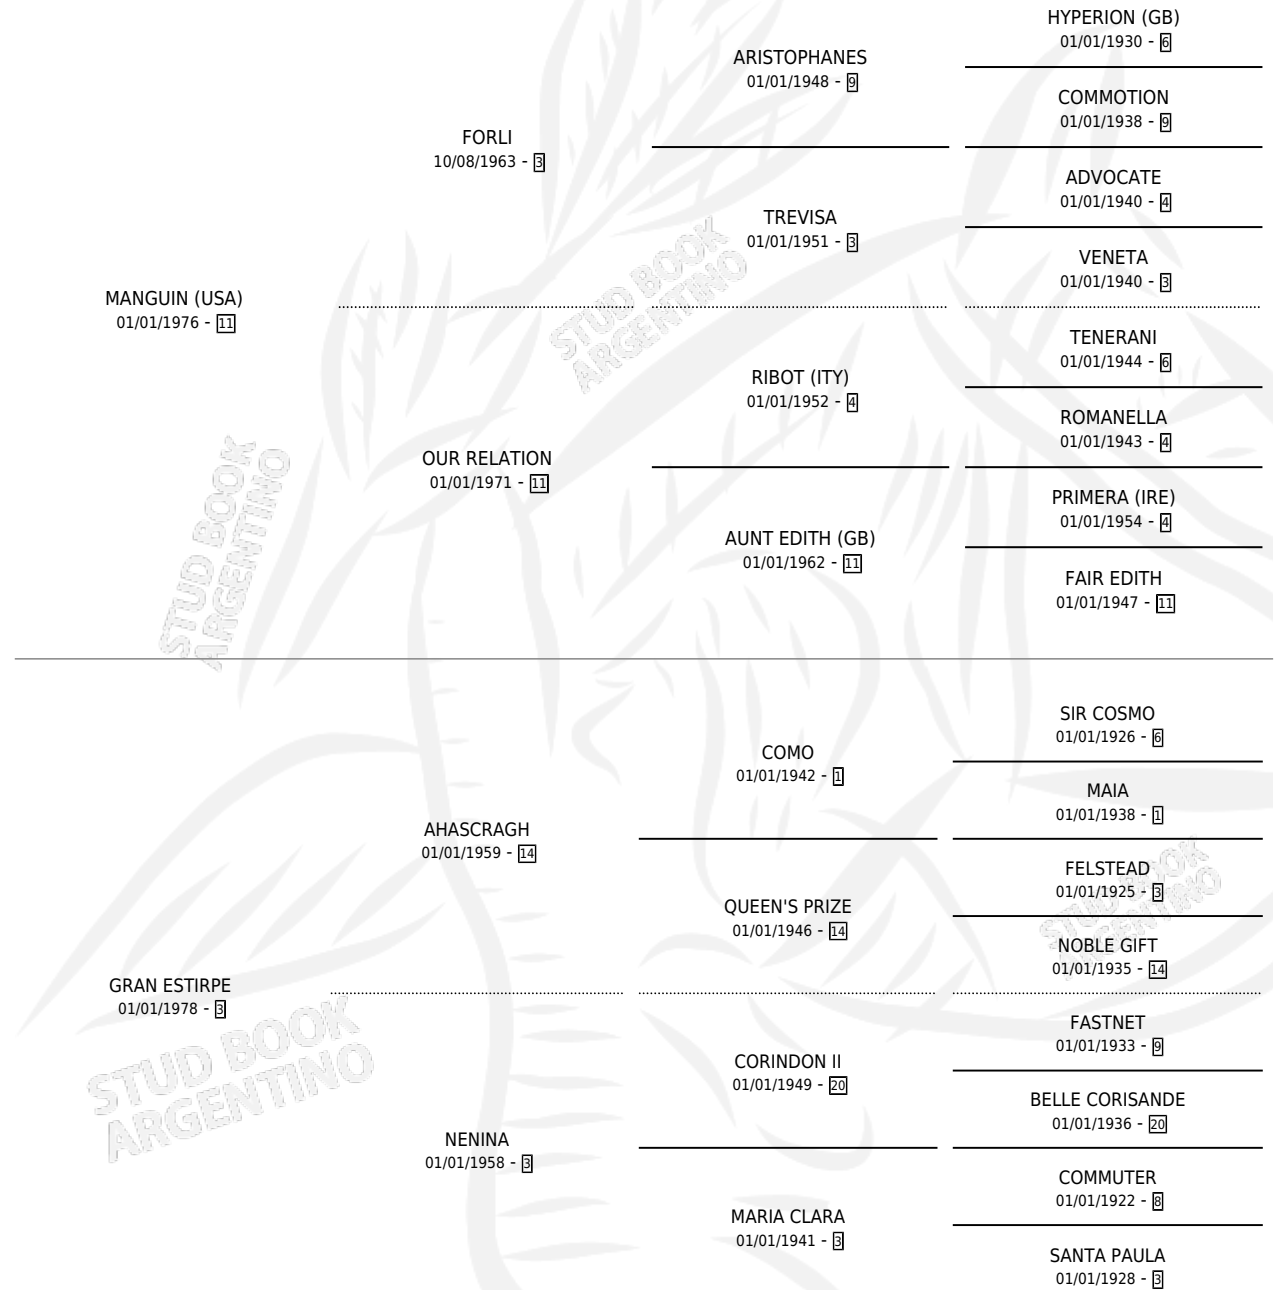 HYPERION (GB)
01/01/1930 - 6
ARISTOPHANES
01/01/1948 - 9
COMMOTION
01/01/1938 - 9
FORLI
10/08/1963 - 3
ADVOCATE
01/01/1940 - 4
TREVISA
01/01/1951 - 3
VENETA
01/01/1940 - 3
MANGUIN (USA)
01/01/1976 - 11
TENERANI
01/01/1944 - 6
RIBOT (ITY)
01/01/1952 - 4
ROMANELLA
01/01/1943 - 4
OUR RELATION
01/01/1971 - 11
PRIMERA (IRE)
01/01/1954 - 4
AUNT EDITH (GB)
01/01/1962 - 11
FAIR EDITH
01/01/1947 - 11
STUD BOOK
ARGENTINO
STUD BOOK
ARGENTINO
SIR COSMO
01/01/1926 - 6
COMO
01/01/1942 - 1
MAIA
01/01/1938 - 1
AHASCRAGH
01/01/1959 - 14
FELSTEAD
01/01/1925 - 3
QUEEN'S PRIZE
01/01/1946 - 14
NOBLE GIFT
01/01/1935 - 14
GRAN ESTIRPE
01/01/1978 - 3
FASTNET
01/01/1933 - 9
CORINDON II
01/01/1949 - 20
BELLE CORISANDE
01/01/1936 - 20
NENINA
01/01/1958 - 3
COMMUTER
01/01/1922 - 8
MARIA CLARA
01/01/1941 - 3
SANTA PAULA
01/01/1928 - 3
STUD BOOK
ARGENTINO
STUD BOOK
ARGENTINO